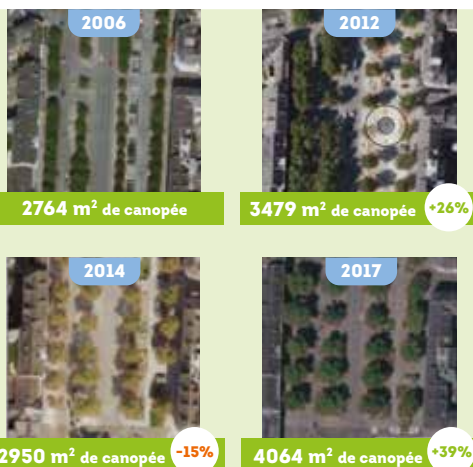 2006
2012
2764 m² de canopée
3479 m² de canopée
+26%
2014
2017
2950 m² de canopée
-15%
4064 m² de canopée
+39%